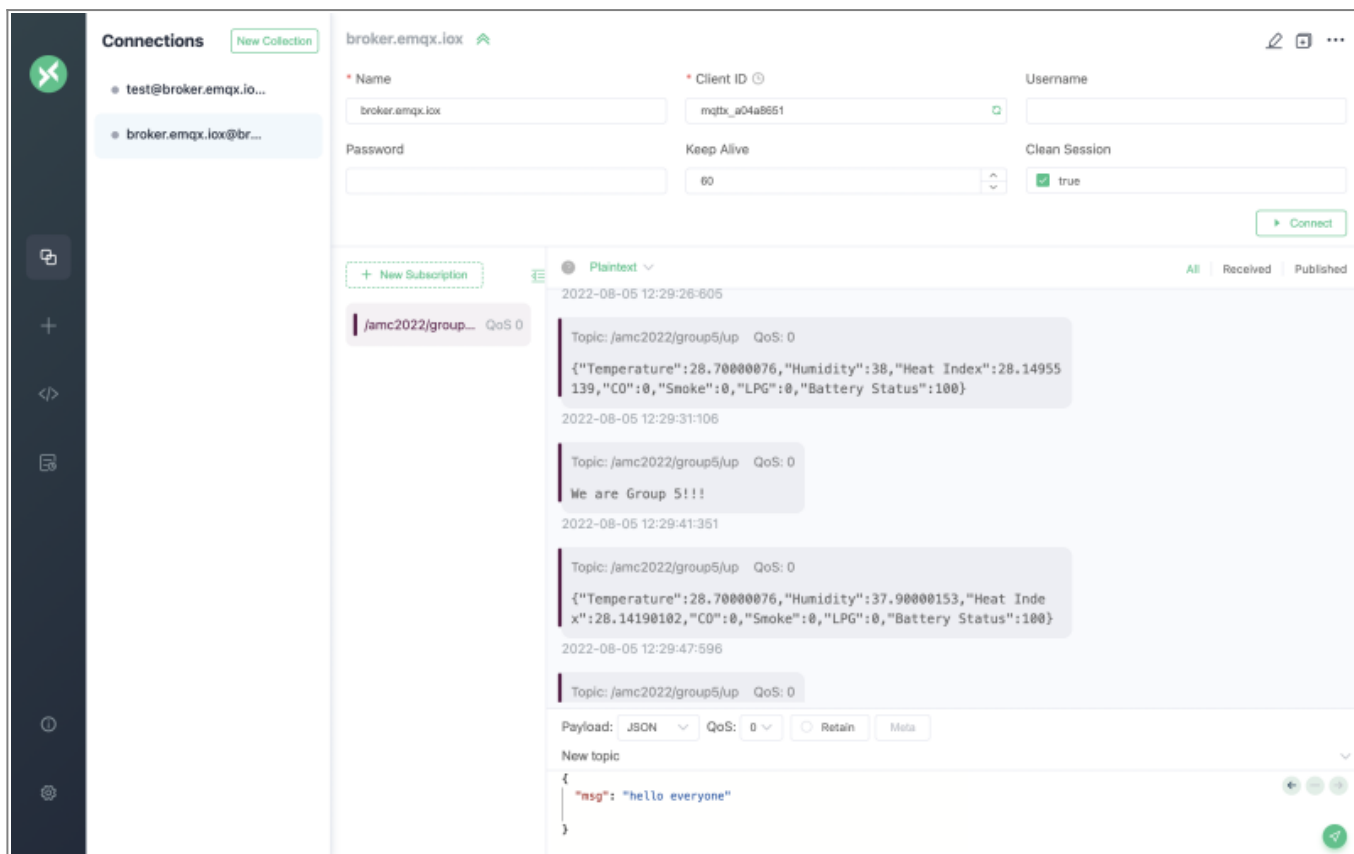 Connections
New Collection
test@broker.emqx.io...
broker.emqx.iox@br...
broker.emqx.iox
* Name
* Client ID
Username
broker.emqx.iox
mqttx_a04a8651
Password
Keep Alive
Clean Session
60
true
Connect
+ New Subscription
Plaintext
All
Received
Published
/amc2022/group... QoS 0
2022-08-05 12:29:26:605
Topic: /amc2022/group5/up QoS: 0
{"Temperature":28.70000076,"Humidity":38,"Heat Index":28.14955
139,"CO":0,"Smoke":0,"LPG":0,"Battery Status":100}
2022-08-05 12:29:31:106
Topic: /amc2022/group5/up QoS: 0
We are Group 5!!!
2022-08-05 12:29:41:351
Topic: /amc2022/group5/up QoS: 0
{"Temperature":28.70000076,"Humidity":37.90000153,"Heat Inde
x":28.14190102,"CO":0,"Smoke":0,"LPG":0,"Battery Status":100}
2022-08-05 12:29:47:596
Topic: /amc2022/group5/up QoS: 0
Payload: JSON QoS: 0 Retain Meta
New topic
{
"msg": "hello everyone"
}